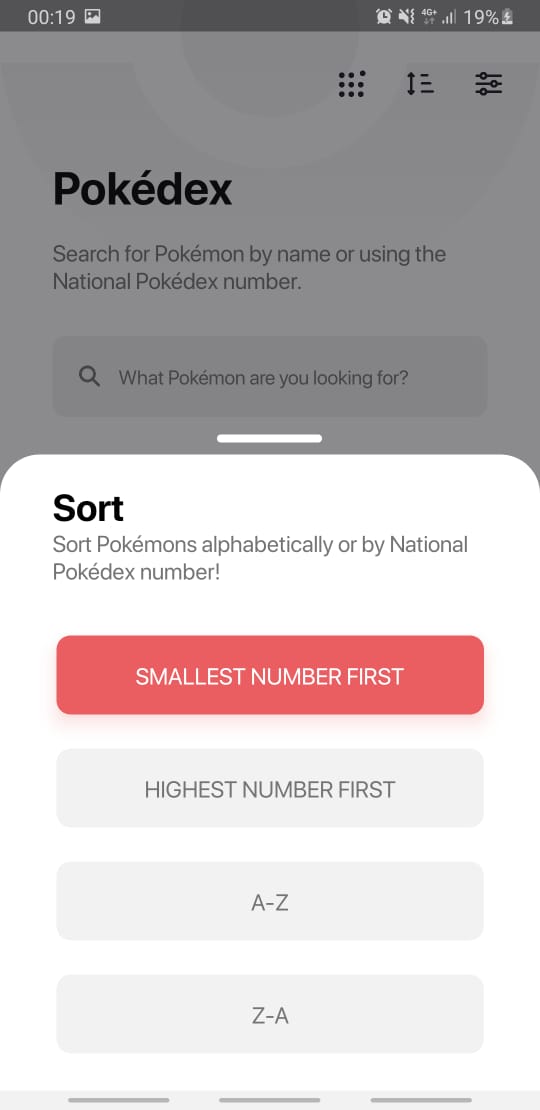 00:19
4G+
19%
Pokédex
Search for Pokémon by name or using the
National Pokédex number.
What Pokémon are you looking for?
Sort
Sort Pokémons alphabetically or by National
Pokédex number!
SMALLEST NUMBER FIRST
HIGHEST NUMBER FIRST
A-Z
Z-A